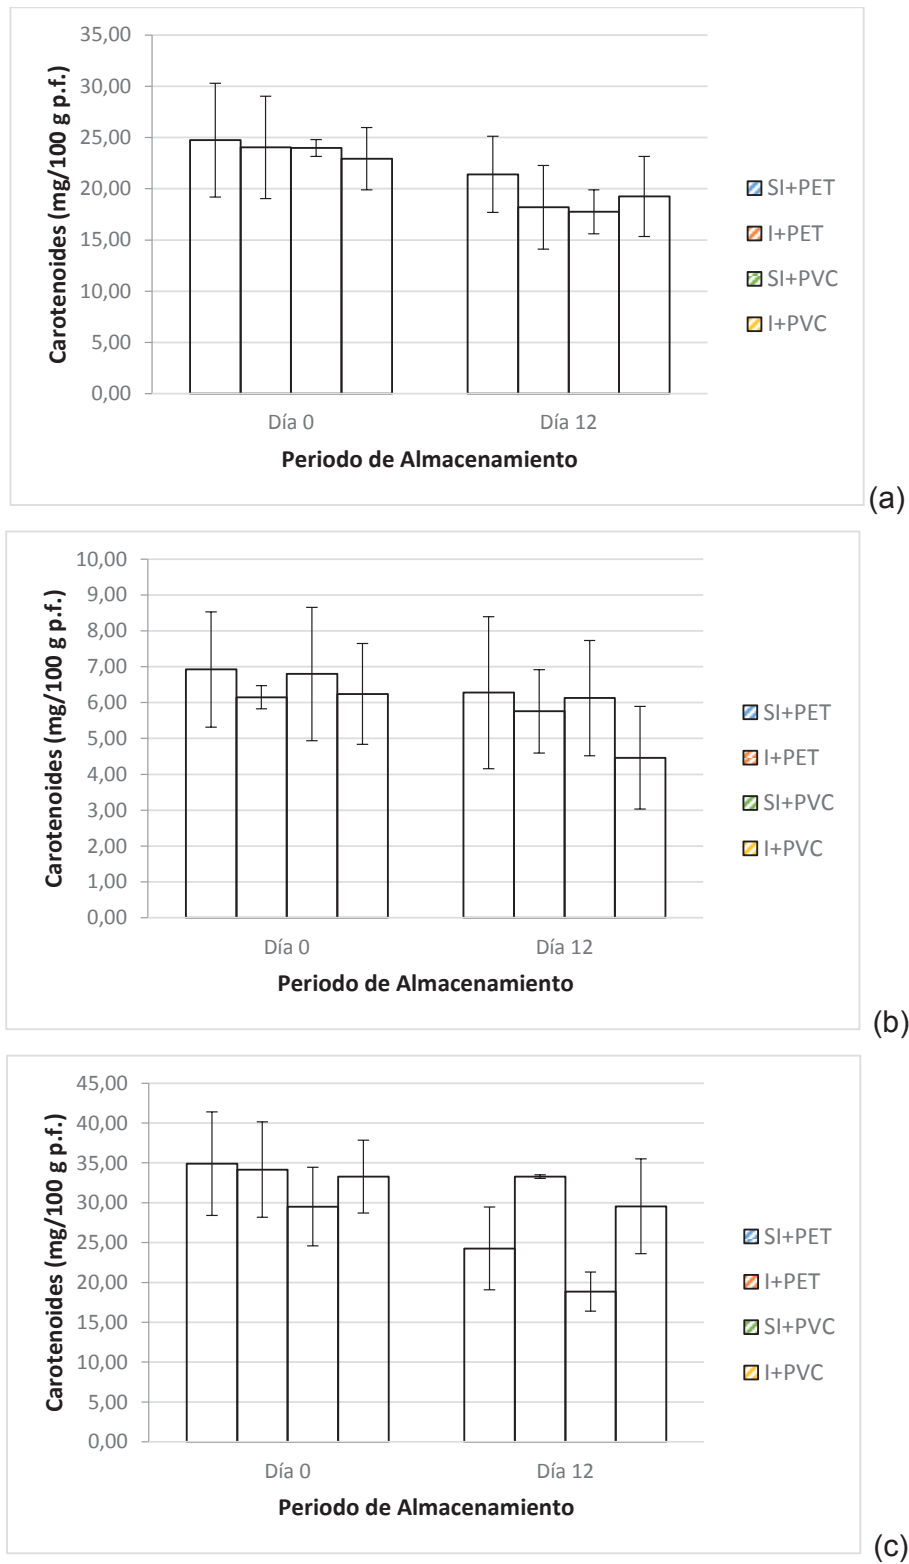 35,00
30,00
25,00
20,00
15,00
10,00
5,00
0,00
Carotenoides (mg/100 g p.f.)
Día 0
Día 12
Periodo de Almacenamiento
SI+PET
I+PET
SI+PVC
I+PVC
(a)
10,00
9,00
8,00
7,00
6,00
5,00
4,00
3,00
2,00
1,00
0,00
Carotenoides (mg/100 g p.f.)
Día 0
Día 12
Periodo de Almacenamiento
SI+PET
I+PET
SI+PVC
I+PVC
(b)
45,00
40,00
35,00
30,00
25,00
20,00
15,00
10,00
5,00
0,00
Carotenoides (mg/100 g p.f.)
Día 0
Día 12
Periodo de Almacenamiento
SI+PET
I+PET
SI+PVC
I+PVC
(c)